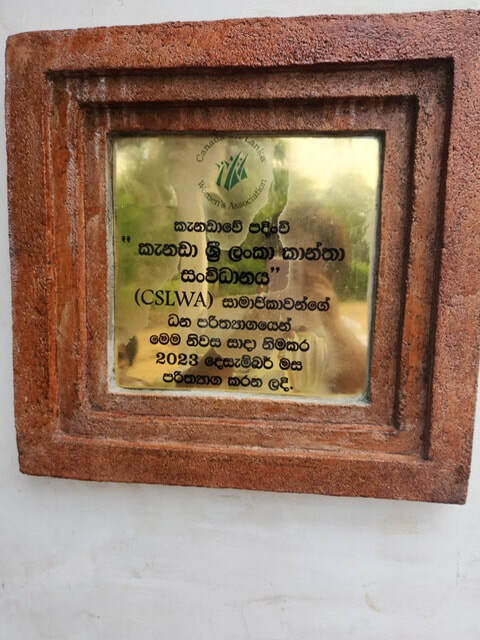 Canada Sri Lanka
Women's Association
කැනඩාවේ පදිංචි
"කැනඩා ශ්‍රී ලංකා කාන්තා
සංවිධානය"
(CSLWA) සාමාජිකාවන්ගේ
ධන පරිත්‍යාගයෙන්
මෙම නිවස සාදා නිමකර
2023 දෙසැම්බර් මස
පරිත්‍යාග කරන ලදි.